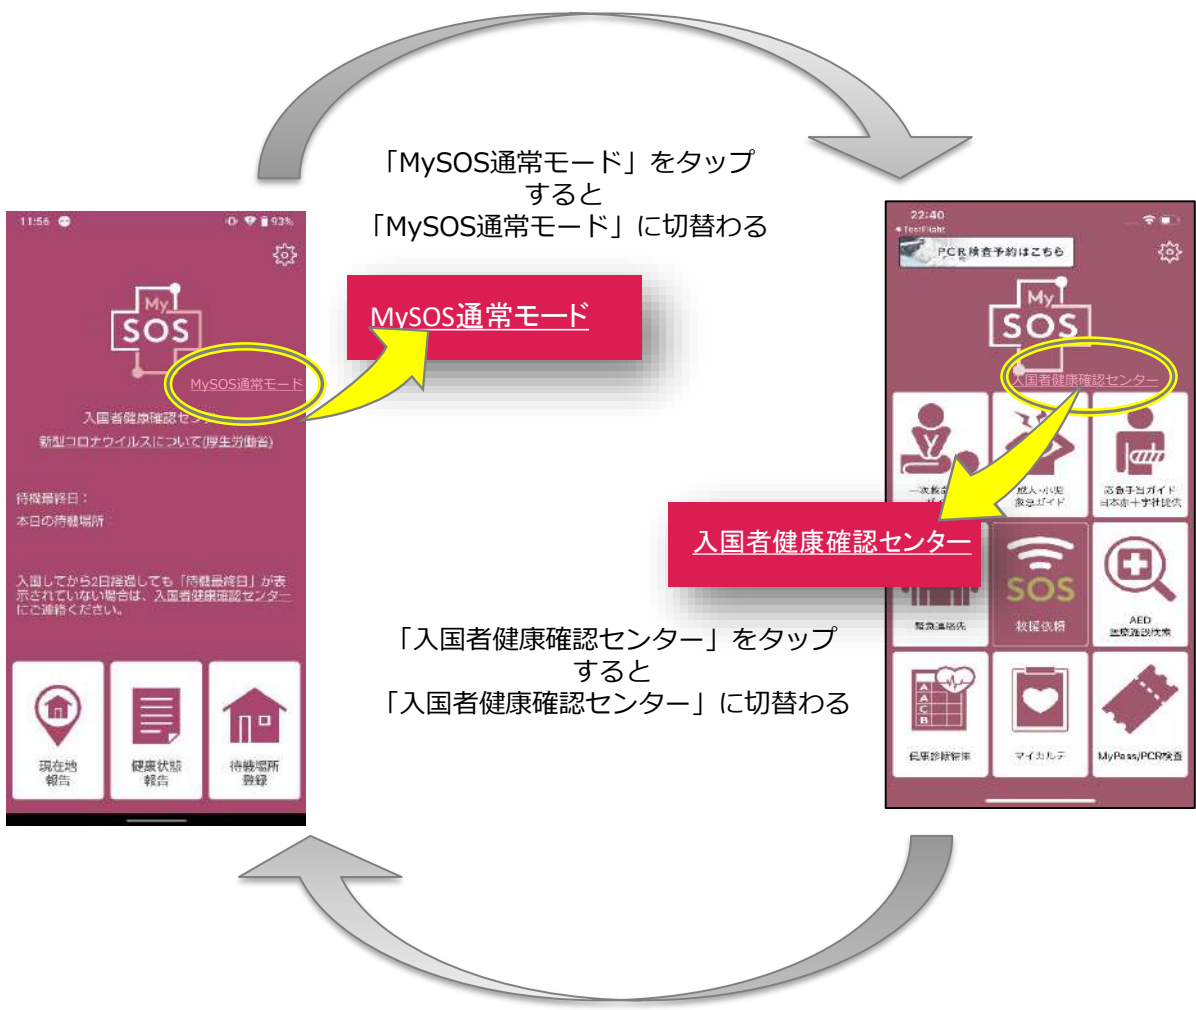 「MySOS通常モード」をタップ
すると
「MySOS通常モード」に切替わる
MySOS通常モード
11:56
93%
My
SOS
MySOS通常モード
入国者健康確認セン
新型コロナウイルスについて(厚生労働省)
待機最終日：
本日の待機場所
入国してから2日経過しても「待機最終日」が表
示されていない場合は、入国者健康確認センター
にご連絡ください。
現在地
報告
健康状態
報告
待機場所
登録
22:40
TestFlight
PCR検査予約はこちら
My
SOS
入国者健康確認センター
成人・小児
救急ガイド
応急手当ガイド
日本赤十字社提供
入国者健康確認センター
緊急連絡先
SOS
救援依頼
AED
医療施設検索
A
A
C
B
健康診断結果
マイカルテ
MyPass/PCR検査
「入国者健康確認センター」をタップ
すると
「入国者健康確認センター」に切替わる